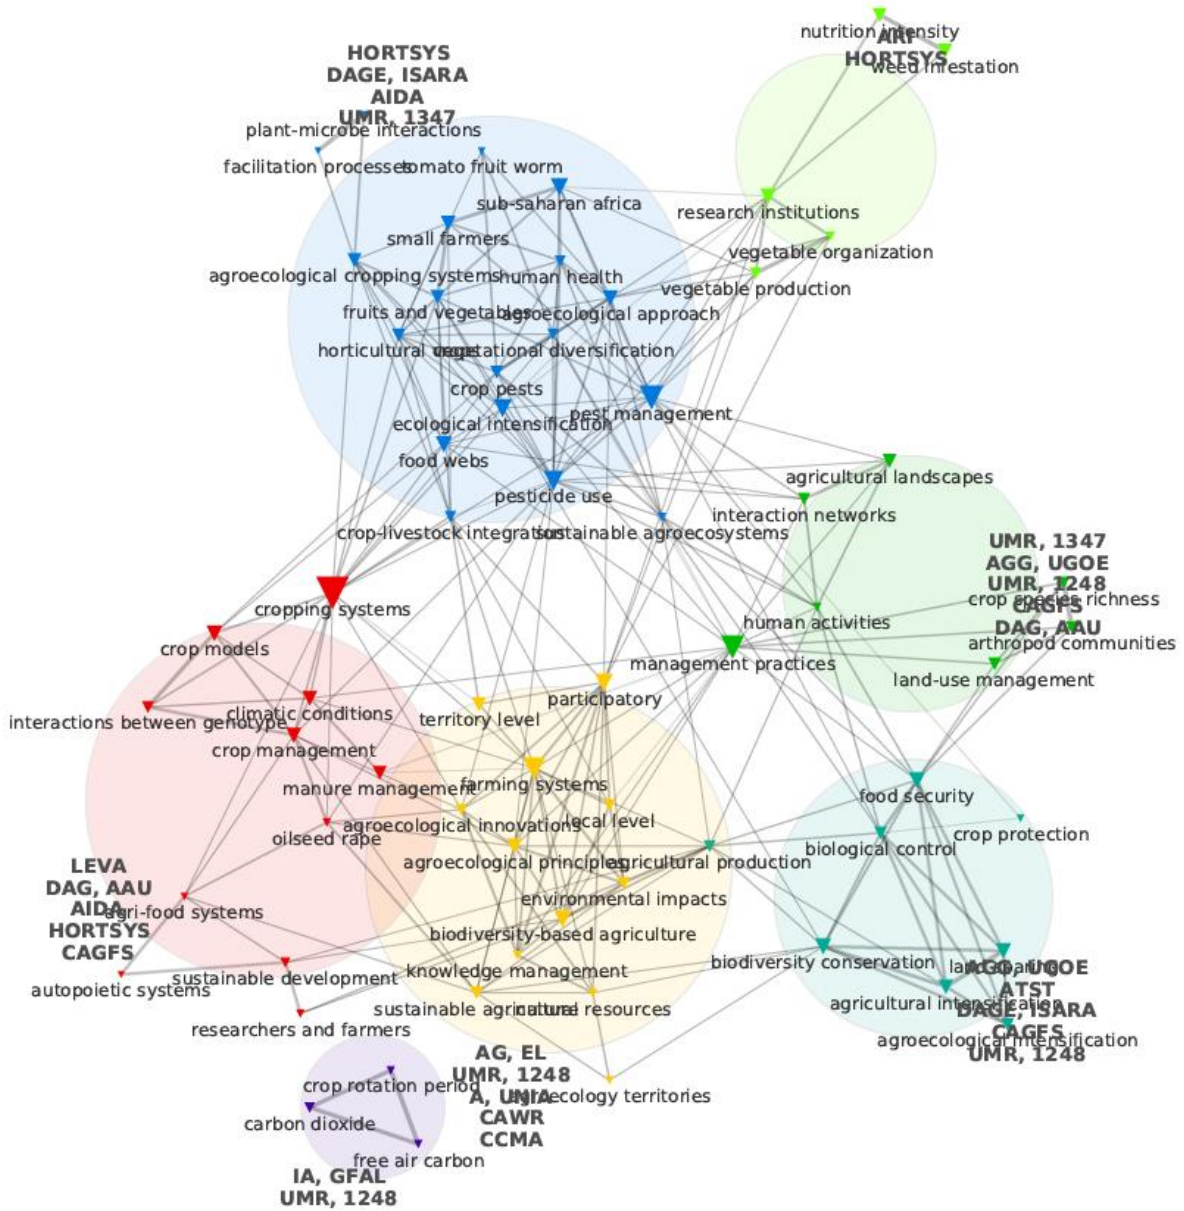 nutrition intensity
ARI
HORTSYS
weed infestation
HORTSYS
DAGE, ISARA
AIDA
UMR, 1347
plant-microbe interactions
facilitation processes
tomato fruit worm
sub-saharan africa
research institutions
small farmers
vegetable organization
agroecological cropping systems
human health
vegetable production
fruits and vegetables
agroecological approach
horticultural crops
vegetational diversification
crop pests
pest management
ecological intensification
food webs
agricultural landscapes
pesticide use
interaction networks
crop-livestock integration
sustainable agroecosystems
UMR, 1347
AGG, UGOE
UMR, 1248
crop species richness
CAGFS
DAG, AAU
cropping systems
human activities
arthropod communities
crop models
management practices
land-use management
participatory
interactions between genotype
climatic conditions
territory level
crop management
manure management
farming systems
food security
agroecological innovations
local level
oilseed rape
crop protection
biological control
agroecological principles
agricultural production
LEVA
DAG, AAU
AIDA
agri-food systems
HORTSYS
CAGFS
environmental impacts
biodiversity-based agriculture
biodiversity conservation
autopoietic systems
sustainable development
knowledge management
AGG, UGOE
ATST
agricultural intensification
sustainable agricultural
natural resources
DAGE, ISARA
CAGFS
researchers and farmers
agroecological intensification
UMR, 1248
AG, EL
UMR, 1248
crop rotation period
A, UNIA
agroecology territories
CAWR
CCMA
carbon dioxide
free air carbon
IA, GFAL
UMR, 1248